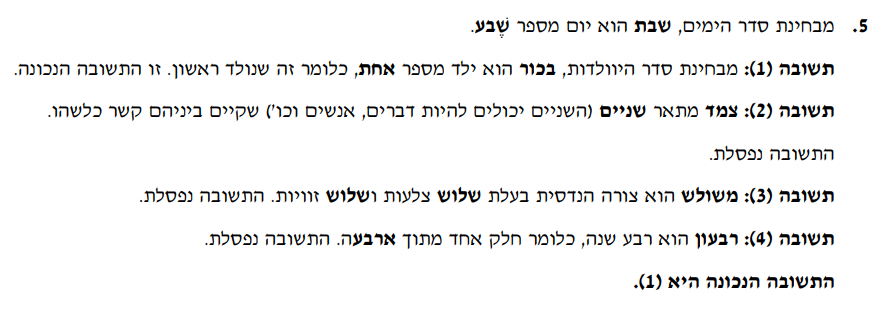 5. מבחינת סדר הימים, שבת הוא יום מספר שֶׁבע.
תשובה (1): מבחינת סדר היוולדות, בכור הוא ילד מספר אחת, כלומר זה שנולד ראשון. זו התשובה הנכונה.
תשובה (2): צמד מתאר שניים (השניים יכולים להיות דברים, אנשים וכו') שקיים ביניהם קשר כלשהו.
התשובה נפסלת.
תשובה (3): משולש הוא צורה הנדסית בעלת שלוש צלעות ושלוש זוויות. התשובה נפסלת.
תשובה (4): רבעון הוא רבע שנה, כלומר חלק אחד מתוך ארבעה. התשובה נפסלת.
התשובה הנכונה היא (1).